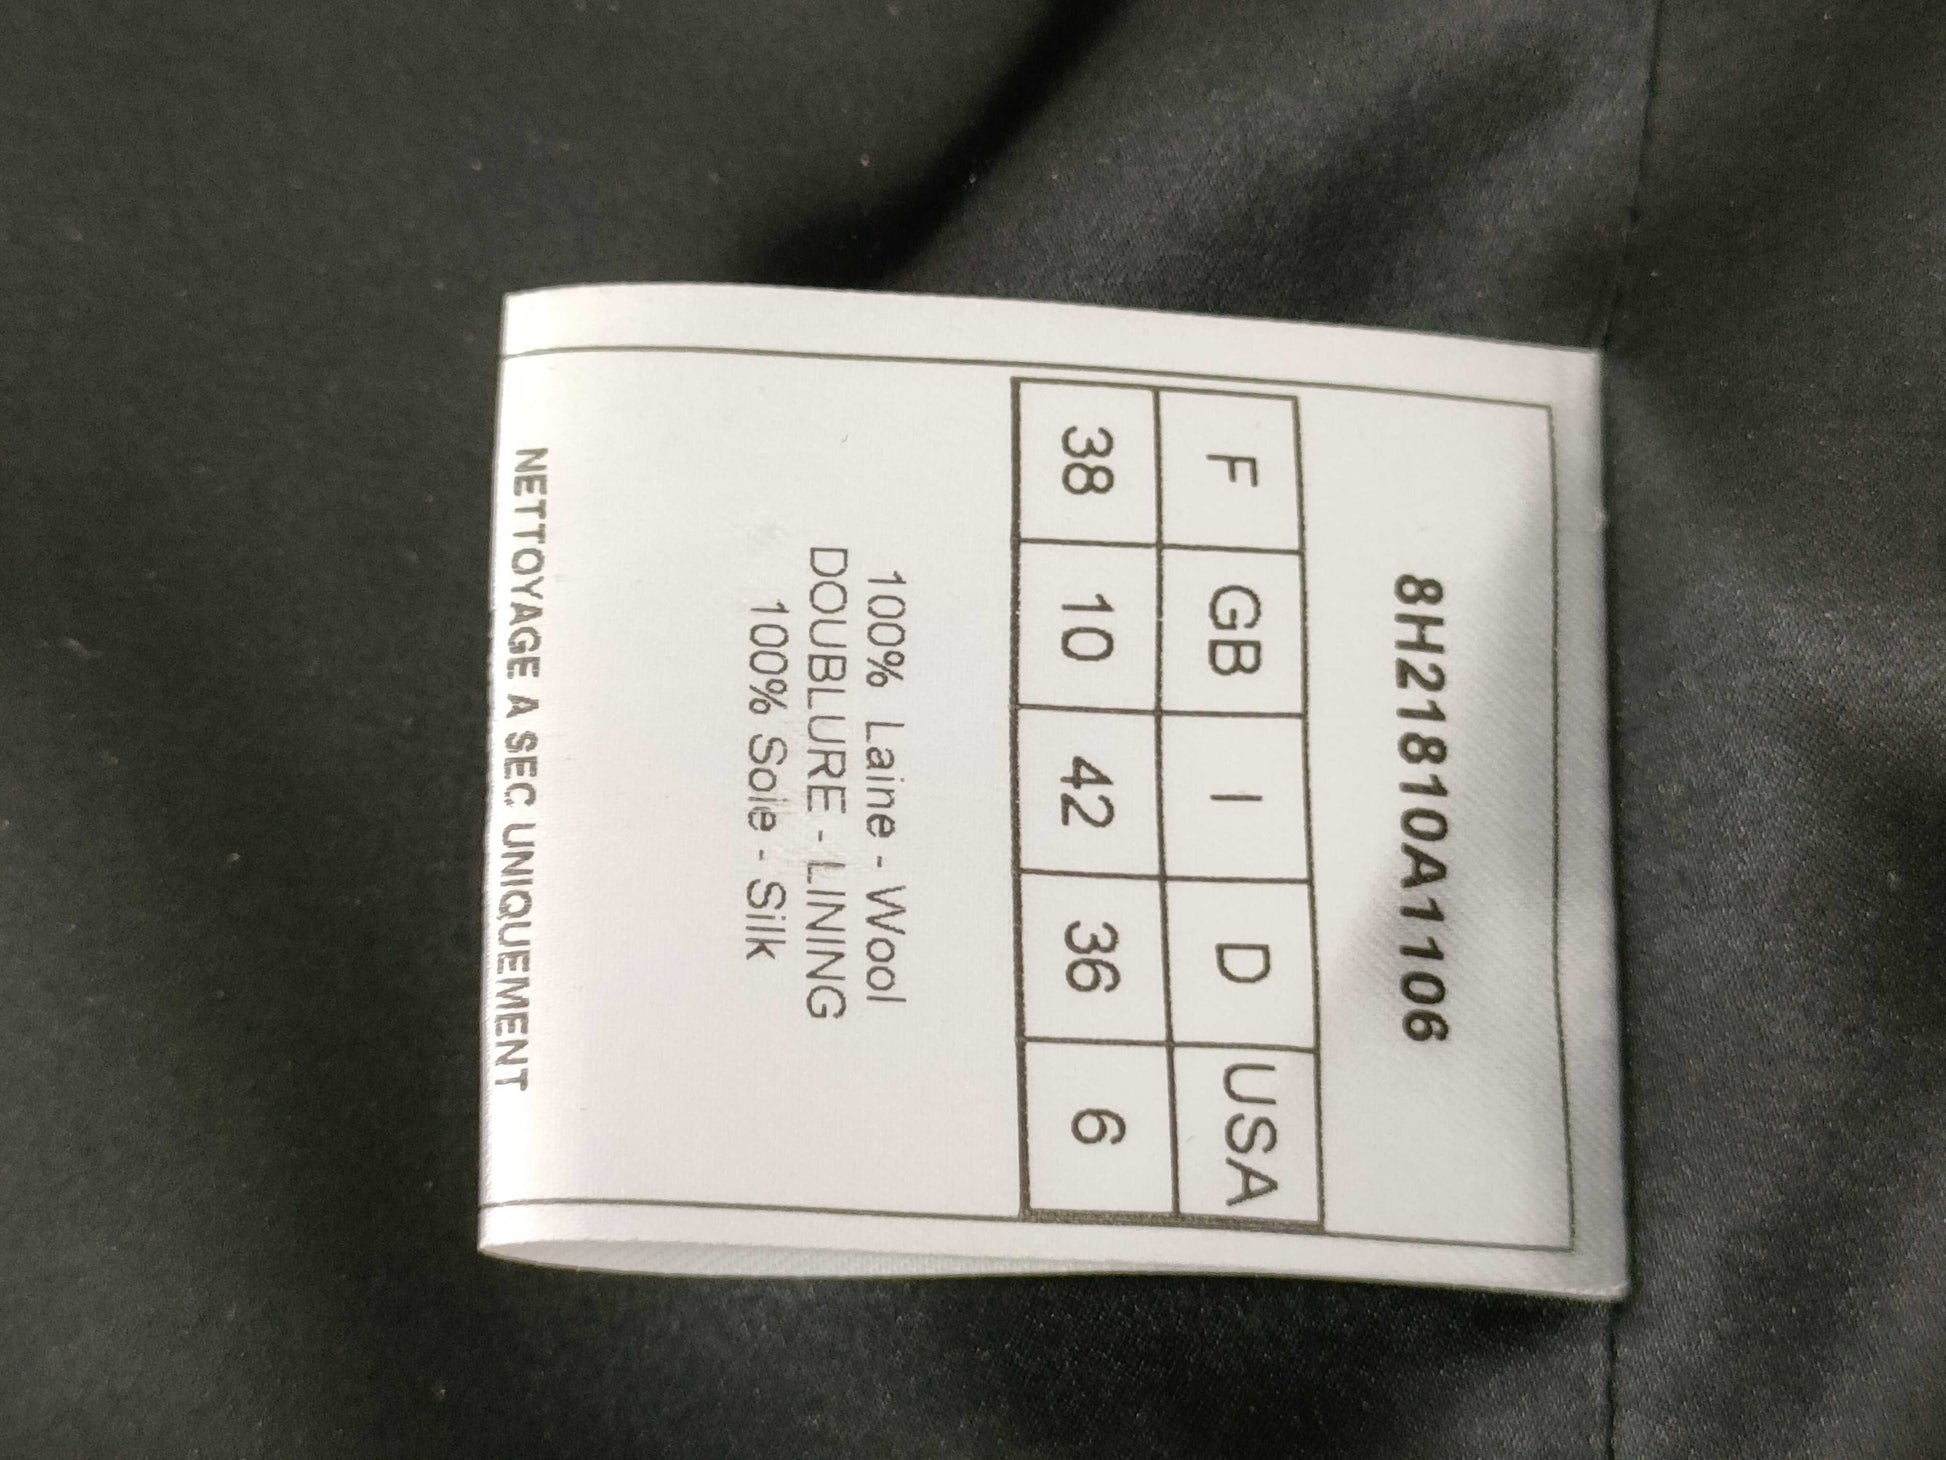 8H21810A1106
F GB I D USA
38 10 42 36 6
100% Laine - Wool
DOUBLURE - LINING
100% Soie - Silk
NETTOYAGE A SEC UNIQUEMENT